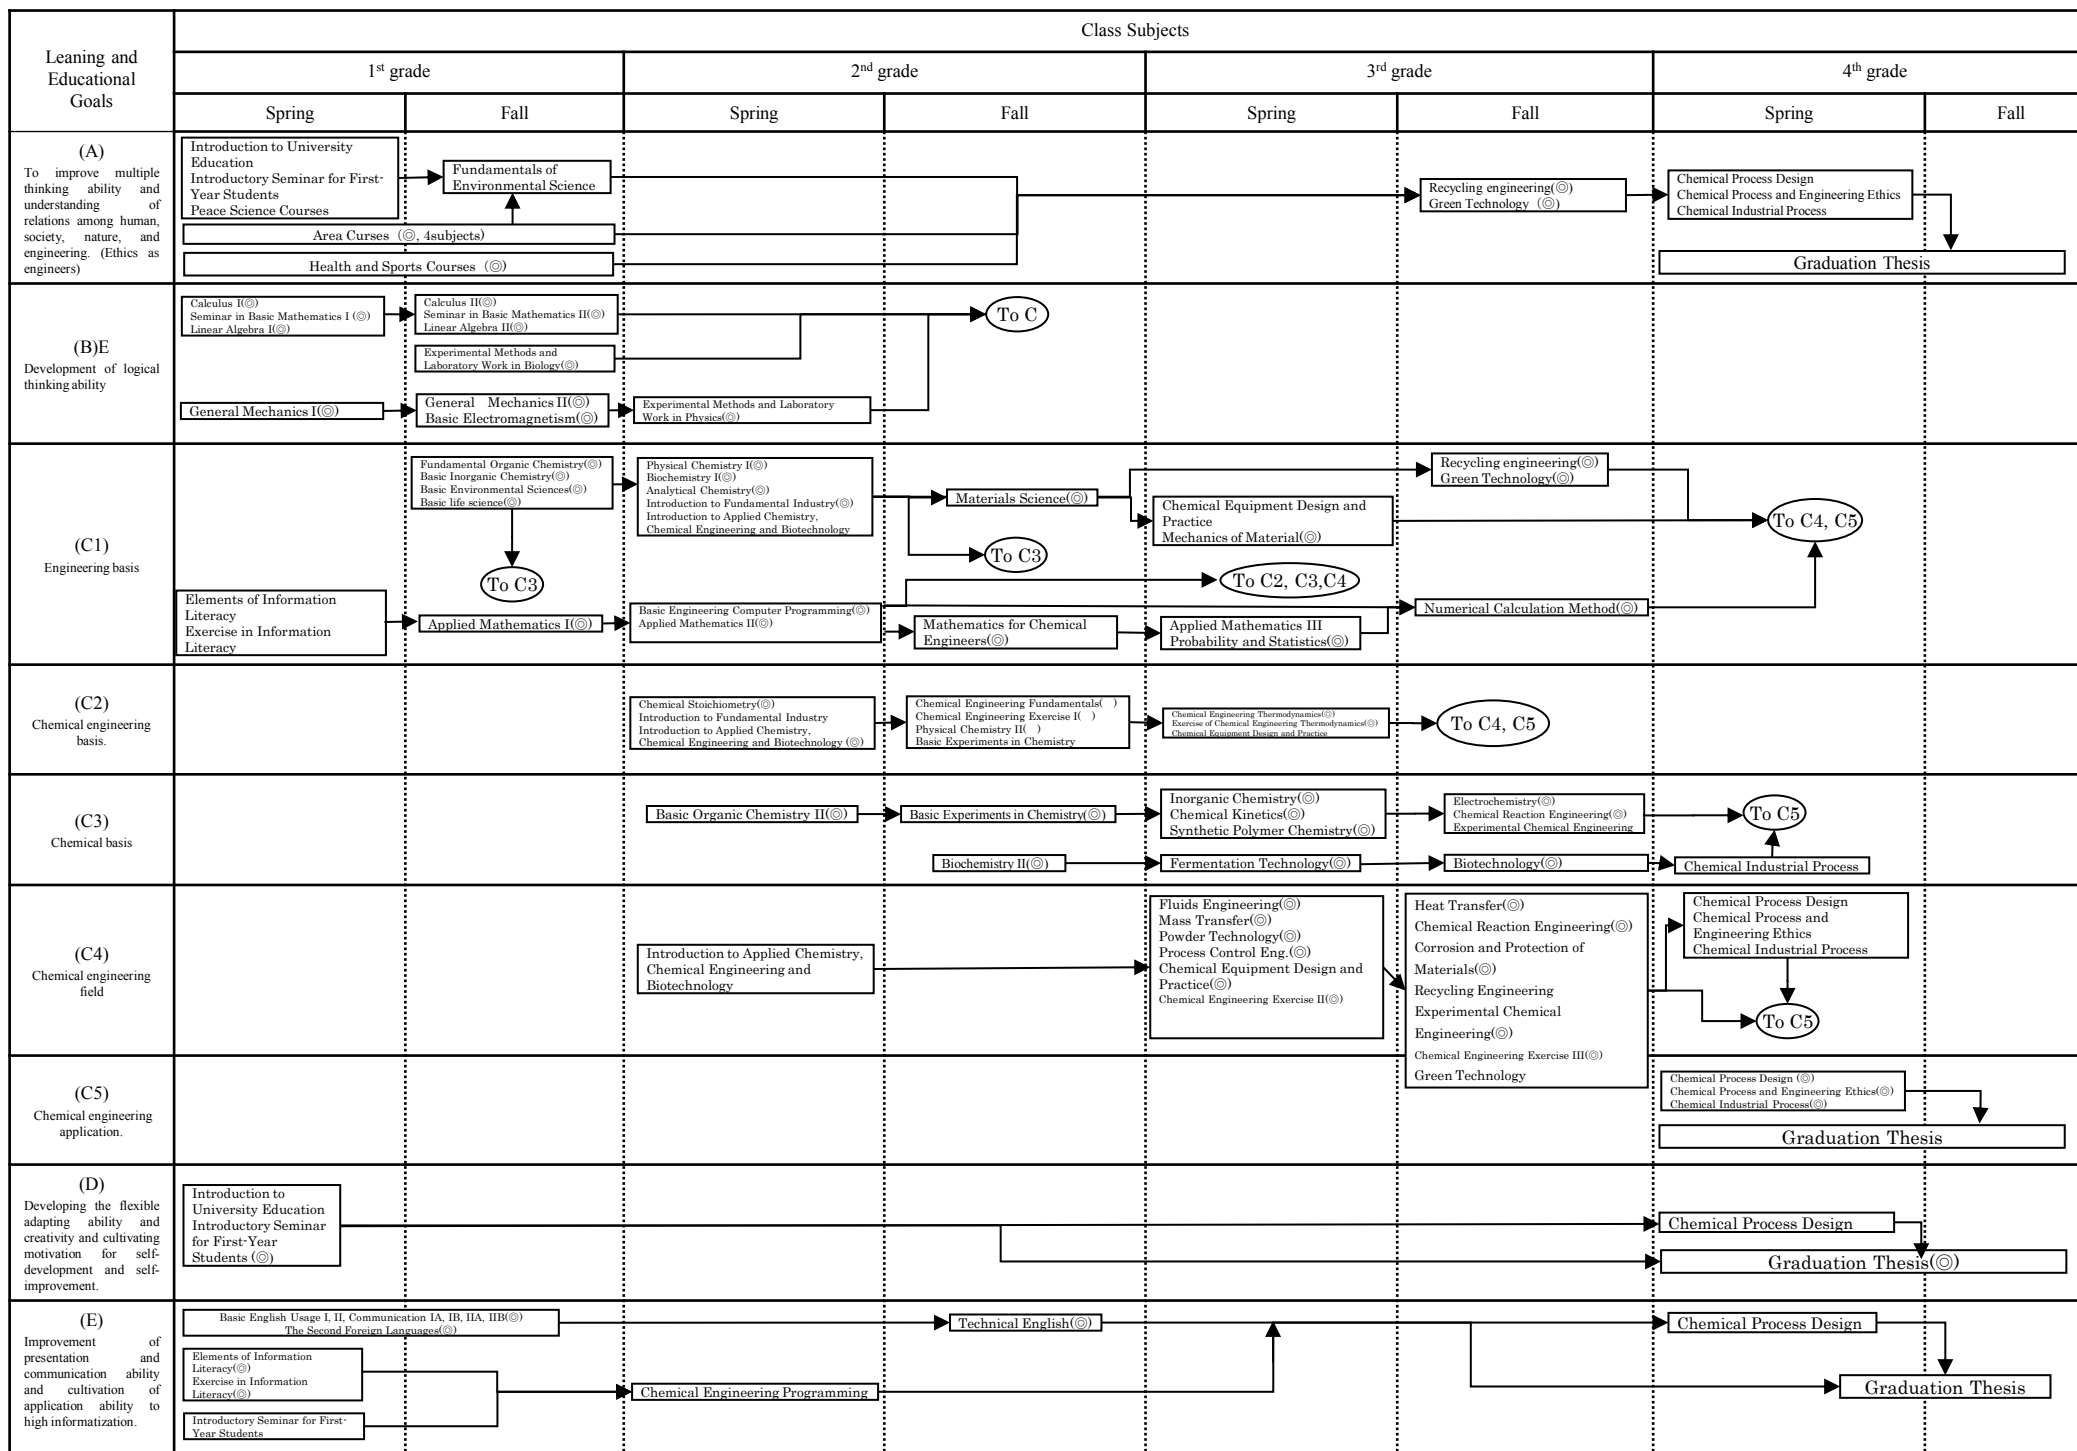 Leaning and
Educational
Goals
Class Subjects
1st grade
2nd grade
3rd grade
4th grade
Spring
Fall
Spring
Fall
Spring
Fall
Spring
Fall
(A)
To improve multiple
thinking ability and
understanding of
relations among human,
society, nature, and
engineering. (Ethics as
engineers)
Introduction to University
Education
Introductory Seminar for First-
Year Students
Peace Science Courses
Fundamentals of
Environmental Science
Area Curses (◎, 4subjects)
Health and Sports Courses (◎)
Recycling engineering(◎)
Green Technology (◎)
Chemical Process Design
Chemical Process and Engineering Ethics
Chemical Industrial Process
Graduation Thesis
(B)E
Development of logical
thinking ability
Calculus I(◎)
Seminar in Basic Mathematics I (◎)
Linear Algebra I(◎)
Calculus II(◎)
Seminar in Basic Mathematics II(◎)
Linear Algebra II(◎)
To C
Experimental Methods and
Laboratory Work in Biology(◎)
General Mechanics I(◎)
General Mechanics II(◎)
Basic Electromagnetism(◎)
Experimental Methods and Laboratory
Work in Physics(◎)
(C1)
Engineering basis
Fundamental Organic Chemistry(◎)
Basic Inorganic Chemistry(◎)
Basic Environmental Sciences(◎)
Basic life science(◎)
Physical Chemistry I(◎)
Biochemistry I(◎)
Analytical Chemistry(◎)
Introduction to Fundamental Industry(◎)
Introduction to Applied Chemistry,
Chemical Engineering and Biotechnology
Materials Science(◎)
Chemical Equipment Design and
Practice
Mechanics of Material(◎)
Recycling engineering(◎)
Green Technology(◎)
To C4, C5
To C3
To C3
To C2, C3,C4
Elements of Information
Literacy
Exercise in Information
Literacy
Applied Mathematics I(◎)
Basic Engineering Computer Programming(◎)
Applied Mathematics II(◎)
Mathematics for Chemical
Engineers(◎)
Applied Mathematics III
Probability and Statistics(◎)
Numerical Calculation Method(◎)
(C2)
Chemical engineering
basis.
Chemical Stoichiometry(◎)
Introduction to Fundamental Industry
Introduction to Applied Chemistry,
Chemical Engineering and Biotechnology (◎)
Chemical Engineering Fundamentals( )
Chemical Engineering Exercise I( )
Physical Chemistry II( )
Basic Experiments in Chemistry
Chemical Engineering Thermodynamics(◎)
Exercise of Chemical Engineering Thermodynamics(◎)
Chemical Equipment Design and Practice
To C4, C5
(C3)
Chemical basis
Basic Organic Chemistry II(◎)
Basic Experiments in Chemistry(◎)
Inorganic Chemistry(◎)
Chemical Kinetics(◎)
Synthetic Polymer Chemistry(◎)
Electrochemistry(◎)
Chemical Reaction Engineering(◎)
Experimental Chemical Engineering
To C5
Biochemistry II(◎)
Fermentation Technology(◎)
Biotechnology(◎)
Chemical Industrial Process
(C4)
Chemical engineering
field
Introduction to Applied Chemistry,
Chemical Engineering and
Biotechnology
Fluids Engineering(◎)
Mass Transfer(◎)
Powder Technology(◎)
Process Control Eng.(◎)
Chemical Equipment Design and
Practice(◎)
Chemical Engineering Exercise II(◎)
Heat Transfer(◎)
Chemical Reaction Engineering(◎)
Corrosion and Protection of
Materials(◎)
Recycling Engineering
Experimental Chemical
Engineering(◎)
Chemical Engineering Exercise III(◎)
Green Technology
Chemical Process Design
Chemical Process and
Engineering Ethics
Chemical Industrial Process
To C5
(C5)
Chemical engineering
application.
Chemical Process Design (◎)
Chemical Process and Engineering Ethics(◎)
Chemical Industrial Process(◎)
Graduation Thesis
(D)
Developing the flexible
adapting ability and
creativity and cultivating
motivation for self-
development and self-
improvement.
Introduction to
University Education
Introductory Seminar
for First-Year
Students (◎)
Chemical Process Design
Graduation Thesis(◎)
(E)
Improvement of
presentation and
communication ability
and cultivation of
application ability to
high informatization.
Basic English Usage I, II, Communication IA, IB, IIA, IIB(◎)
The Second Foreign Languages(◎)
Technical English(◎)
Chemical Process Design
Elements of Information
Literacy(◎)
Exercise in Information
Literacy(◎)
Chemical Engineering Programming
Graduation Thesis
Introductory Seminar for First-
Year Students